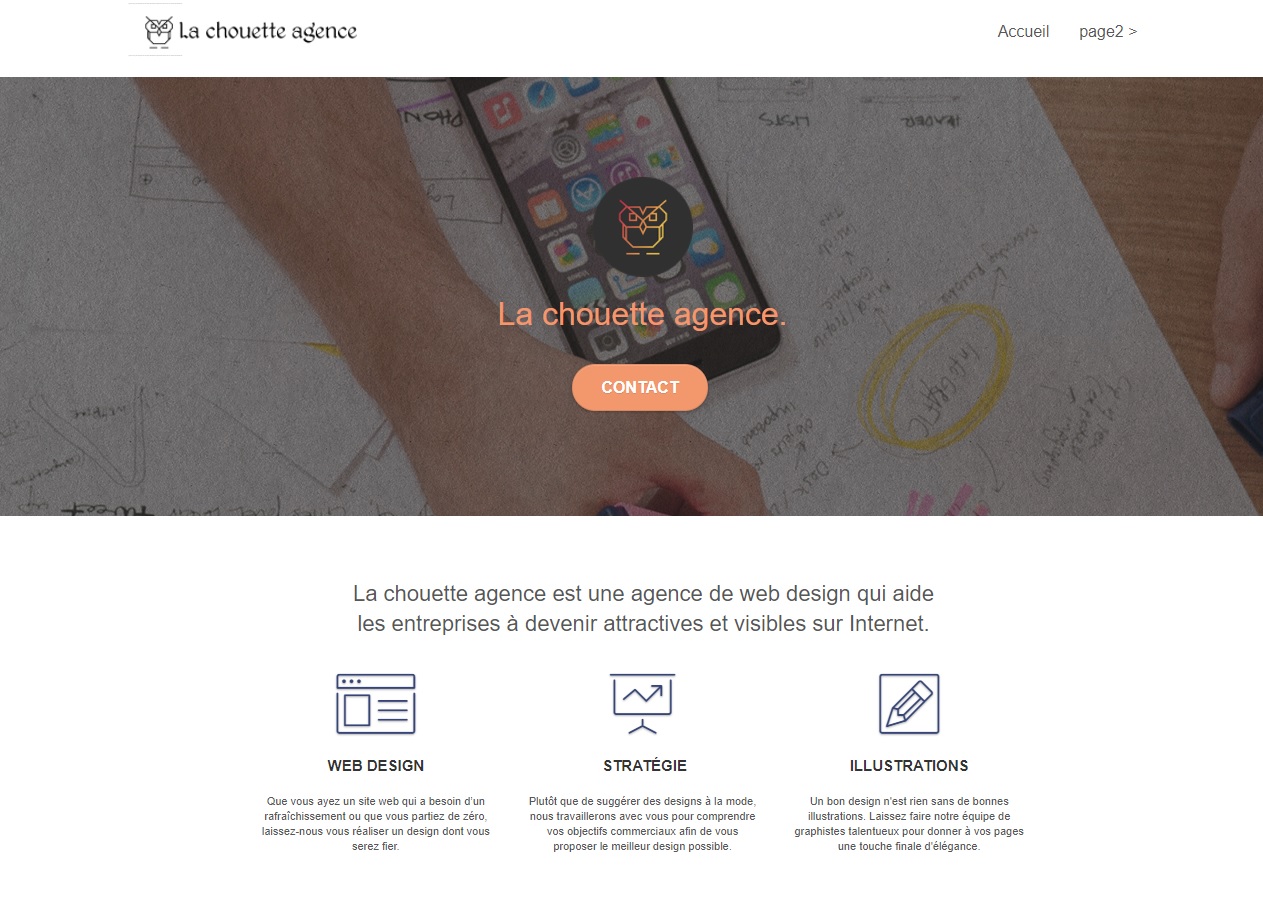 La chouette agence
Accueil page2 >
PHON
LISTS
HEADER
INFOGRAFTIC
La chouette agence.
CONTACT
La chouette agence est une agence de web design qui aide
les entreprises à devenir attractives et visibles sur Internet.
WEB DESIGN
Que vous ayez un site web qui a besoin d'un
rafraîchissement ou que vous partiez de zéro,
laissez-nous vous réaliser un design dont vous
serez fier.
STRATÉGIE
Plutôt que de suggérer des designs à la mode,
nous travaillerons avec vous pour comprendre
vos objectifs commerciaux afin de vous
proposer le meilleur design possible.
ILLUSTRATIONS
Un bon design n'est rien sans de bonnes
illustrations. Laissez faire notre équipe de
graphistes talentueux pour donner à vos pages
une touche finale d'élégance.